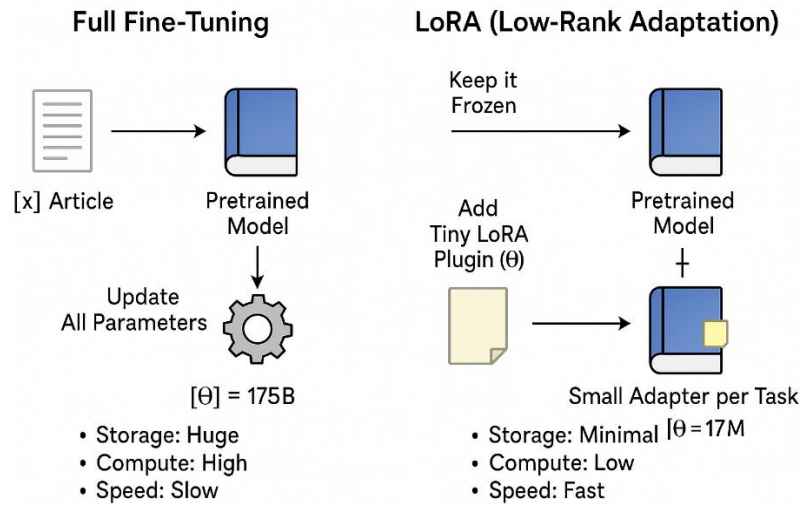 Full Fine-Tuning
[x] Article
Pretrained
Model
Update
All Parameters
[Θ] = 175B
• Storage: Huge
• Compute: High
• Speed: Slow
LoRA (Low-Rank Adaptation)
Keep it
Frozen
Pretrained
Model
Add
Tiny LoRA
Plugin (Θ)
Small Adapter per Task
[Θ = 17M
• Storage: Minimal
• Compute: Low
• Speed: Fast